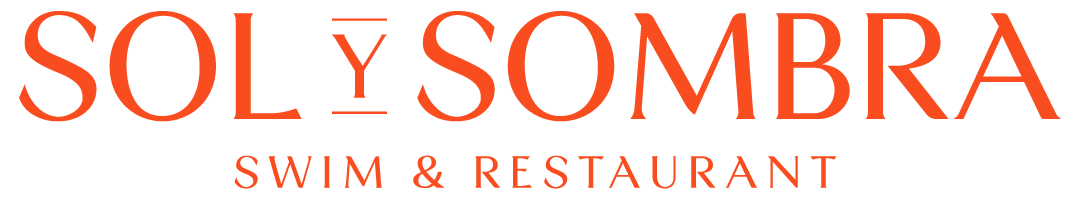 SOL Y SOMBRA
SWIM & RESTAURANT